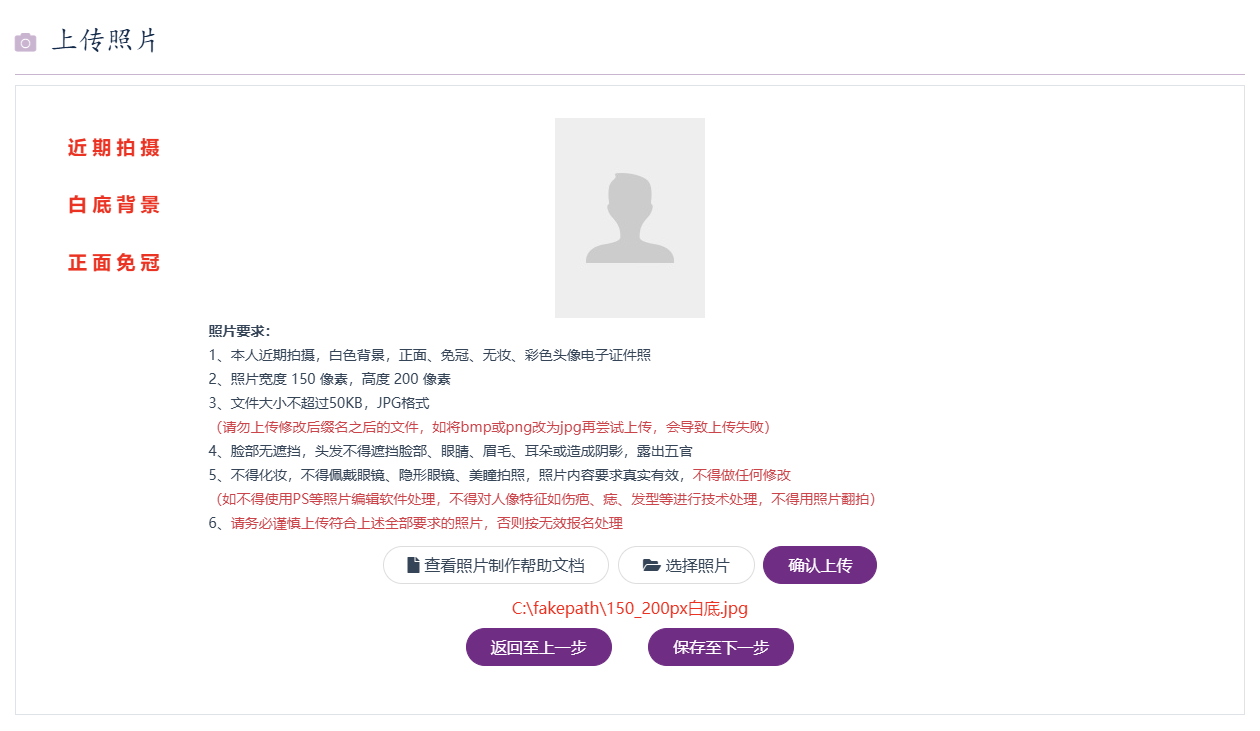 上传照片
近期拍摄
白底背景
正面免冠
照片要求：
1、本人近期拍摄，白色背景，正面、免冠、无妆、彩色头像电子证件照
2、照片宽度 150 像素，高度 200 像素
3、文件大小不超过50KB，JPG格式
（请勿上传修改后缀名之后的文件，如将bmp或png改为jpg再尝试上传，会导致上传失败）
4、脸部无遮挡，头发不得遮挡脸部、眼睛、眉毛、耳朵或造成阴影，露出五官
5、不得化妆，不得佩戴眼镜、隐形眼镜、美瞳拍照，照片内容要求真实有效，不得做任何修改
（如不得使用PS等照片编辑软件处理，不得对人像特征如伤疤、痣、发型等进行技术处理，不得用照片翻拍）
6、请务必谨慎上传符合上述全部要求的照片，否则按无效报名处理
查看照片制作帮助文档 选择照片 确认上传
C:\fakepath\150_200px白底.jpg
返回至上一步 保存至下一步